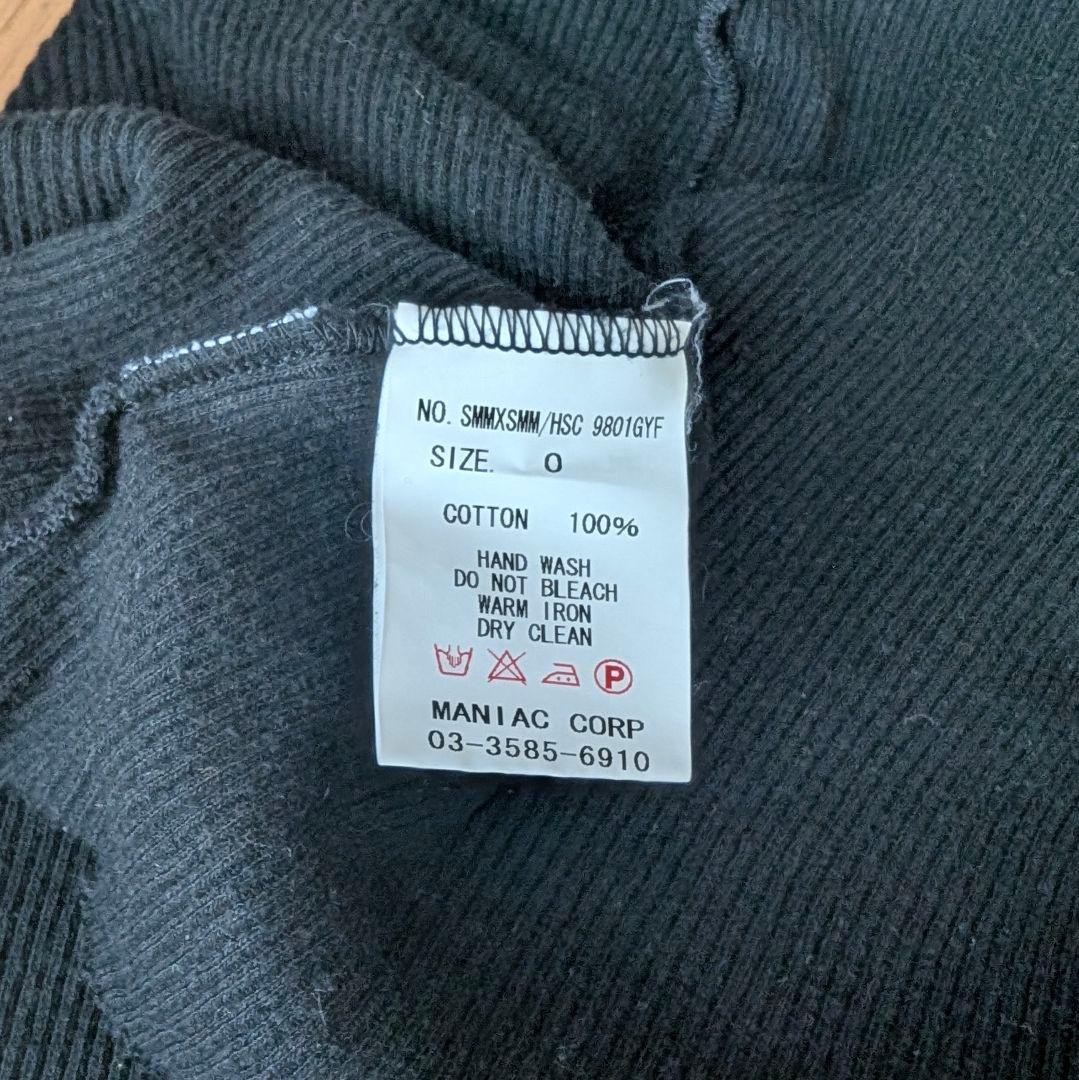 NO. SMMXSMM/HSC 9801GYF
SIZE. 0
COTTON 100%
HAND WASH
DO NOT BLEACH
WARM IRON
DRY CLEAN
P
MANIAC CORP
03-3585-6910